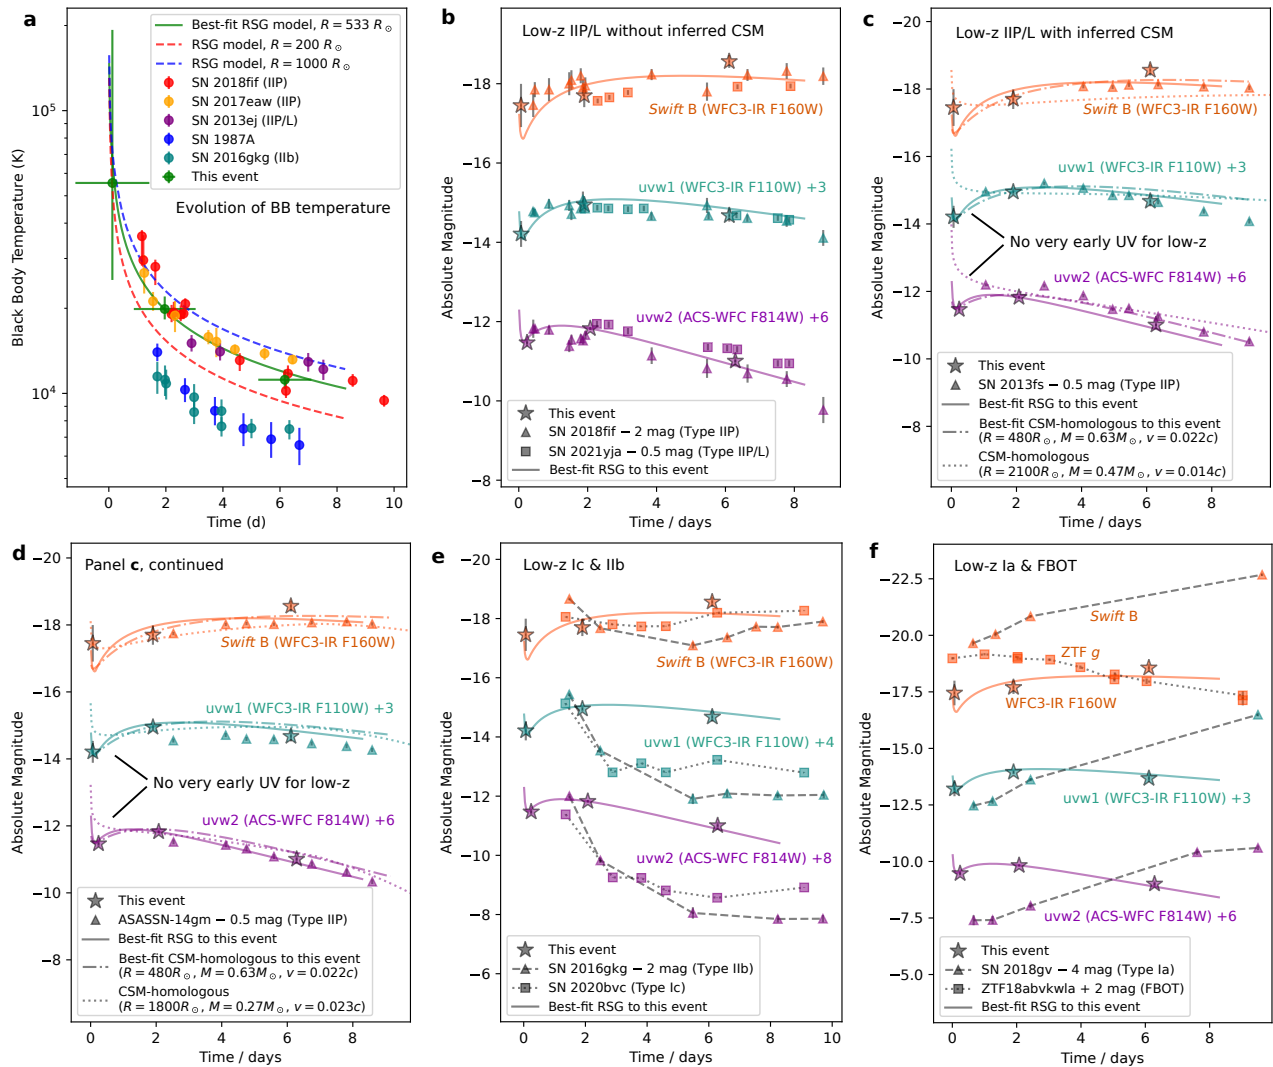 a
Best-fit RSG model, R = 533 R⊙
RSG model, R = 200 R⊙
RSG model, R = 1000 R⊙
SN 2018fif (IIP)
SN 2017eaw (IIP)
SN 2013ej (IIP/L)
SN 1987A
SN 2016gkg (IIb)
This event
Evolution of BB temperature
Black Body Temperature (K)
10⁵
10⁴
0 2 4 6 8 10
Time (d)
b
Low-z IIP/L without inferred CSM
Swift B (WFC3-IR F160W)
uvw1 (WFC3-IR F110W) +3
uvw2 (ACS-WFC F814W) +6
This event
SN 2018fif − 2 mag (Type IIP)
SN 2021yja − 0.5 mag (Type IIP/L)
Best-fit RSG to this event
Absolute Magnitude
−18
−16
−14
−12
−10
−8
0 2 4 6 8
Time / days
c
Low-z IIP/L with inferred CSM
Swift B (WFC3-IR F160W)
uvw1 (WFC3-IR F110W) +3
No very early UV for low-z
uvw2 (ACS-WFC F814W) +6
This event
SN 2013fs − 0.5 mag (Type IIP)
Best-fit RSG to this event
Best-fit CSM-homologous to this event
(R = 480R⊙, M = 0.63M⊙, v = 0.022c)
CSM-homologous
(R = 2100R⊙, M = 0.47M⊙, v = 0.014c)
Absolute Magnitude
−20
−18
−16
−14
−12
−10
−8
0 2 4 6 8
Time / days
d
Panel c, continued
Swift B (WFC3-IR F160W)
uvw1 (WFC3-IR F110W) +3
No very early UV for low-z
uvw2 (ACS-WFC F814W) +6
This event
ASASSN-14gm − 0.5 mag (Type IIP)
Best-fit RSG to this event
Best-fit CSM-homologous to this event
(R = 480R⊙, M = 0.63M⊙, v = 0.022c)
CSM-homologous
(R = 1800R⊙, M = 0.27M⊙, v = 0.023c)
Absolute Magnitude
−20
−18
−16
−14
−12
−10
−8
0 2 4 6 8
Time / days
e
Low-z Ic & IIb
Swift B (WFC3-IR F160W)
uvw1 (WFC3-IR F110W) +4
uvw2 (ACS-WFC F814W) +8
This event
SN 2016gkg − 2 mag (Type IIb)
SN 2020bvc (Type Ic)
Best-fit RSG to this event
Absolute Magnitude
−20
−18
−16
−14
−12
−10
−8
−6
0 2 4 6 8 10
Time / days
f
Low-z Ia & FBOT
Swift B
ZTF g
WFC3-IR F160W
uvw1 (WFC3-IR F110W) +3
uvw2 (ACS-WFC F814W) +6
This event
SN 2018gv − 4 mag (Type Ia)
ZTF18abvkwla + 2 mag (FBOT)
Best-fit RSG to this event
Absolute Magnitude
−22.5
−20.0
−17.5
−15.0
−12.5
−10.0
−7.5
−5.0
0 2 4 6 8 10
Time / days